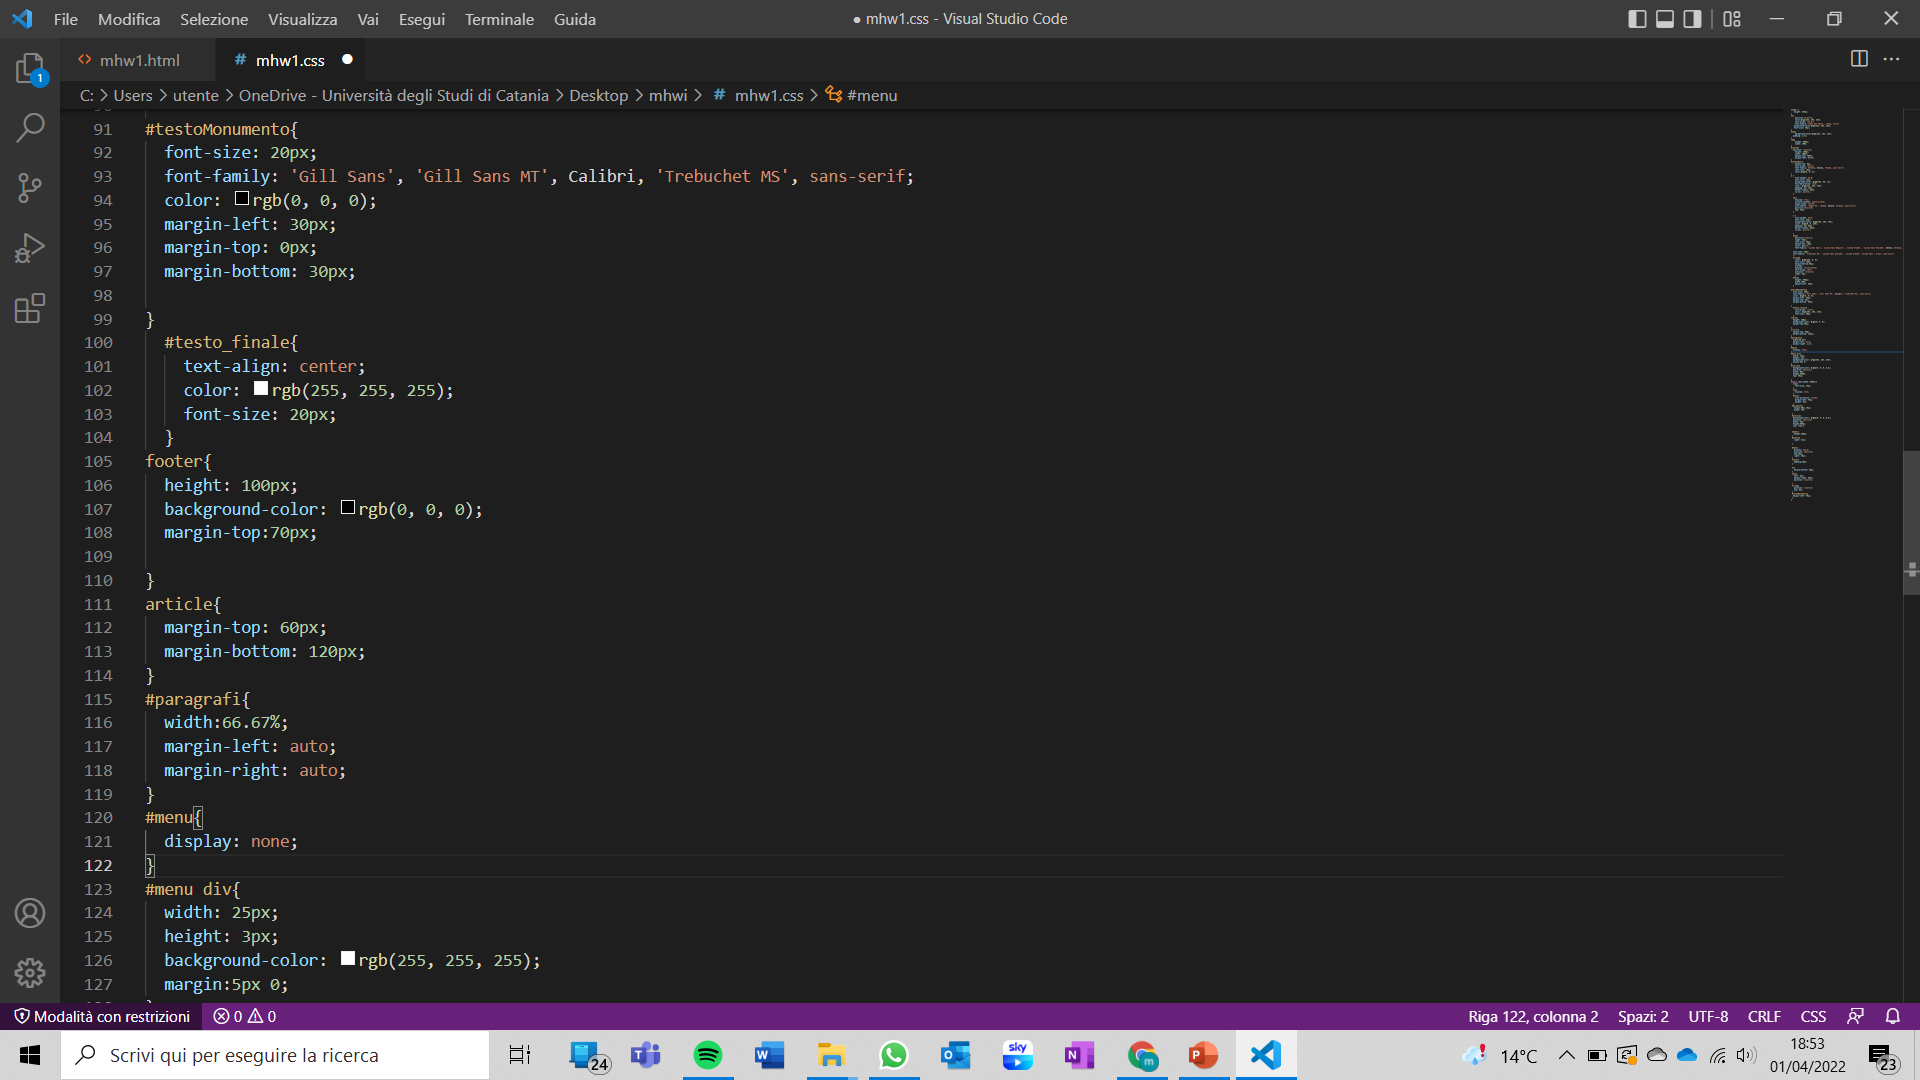 File Modifica Selezione Visualizza Vai Esegui Terminale Guida
● mhw1.css - Visual Studio Code
mhw1.html
# mhw1.css ●
C: > Users > utente > OneDrive - Università degli Studi di Catania > Desktop > mhwi > # mhw1.css > #menu
91 #testoMonumento{
92 font-size: 20px;
93 font-family: 'Gill Sans', 'Gill Sans MT', Calibri, 'Trebuchet MS', sans-serif;
94 color: rgb(0, 0, 0);
95 margin-left: 30px;
96 margin-top: 0px;
97 margin-bottom: 30px;
98
99 }
100 #testo_finale{
101 text-align: center;
102 color: rgb(255, 255, 255);
103 font-size: 20px;
104 }
105 footer{
106 height: 100px;
107 background-color: rgb(0, 0, 0);
108 margin-top:70px;
109
110 }
111 article{
112 margin-top: 60px;
113 margin-bottom: 120px;
114 }
115 #paragrafi{
116 width:66.67%;
117 margin-left: auto;
118 margin-right: auto;
119 }
120 #menu{
121 display: none;
122 }
123 #menu div{
124 width: 25px;
125 height: 3px;
126 background-color: rgb(255, 255, 255);
127 margin:5px 0;
1
Modalità con restrizioni 0 0
Riga 122, colonna 2 Spazi: 2 UTF-8 CRLF CSS
Scrivi qui per eseguire la ricerca
24
sky
14°C
18:53
01/04/2022
23